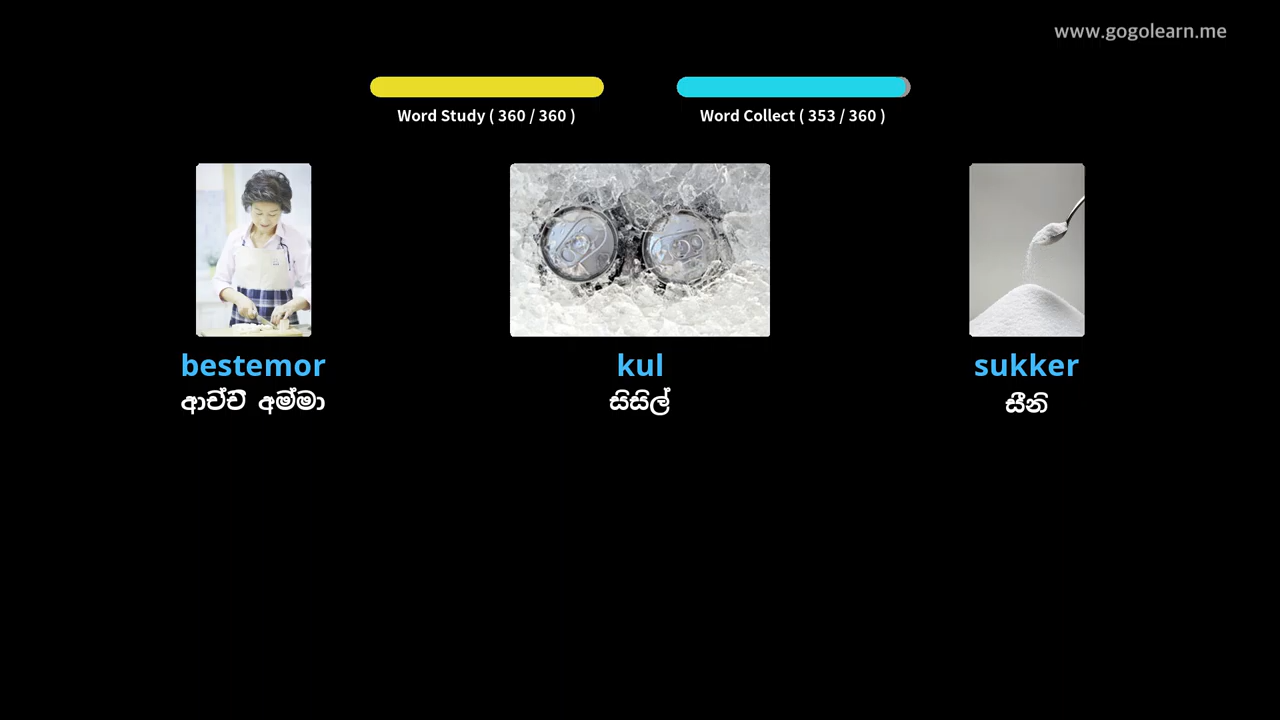 www.gogolearn.me
Word Study ( 360 / 360 )
Word Collect ( 353 / 360 )
bestemor
ආච්චි අම්මා
kul
සිසිල්
sukker
සීනි